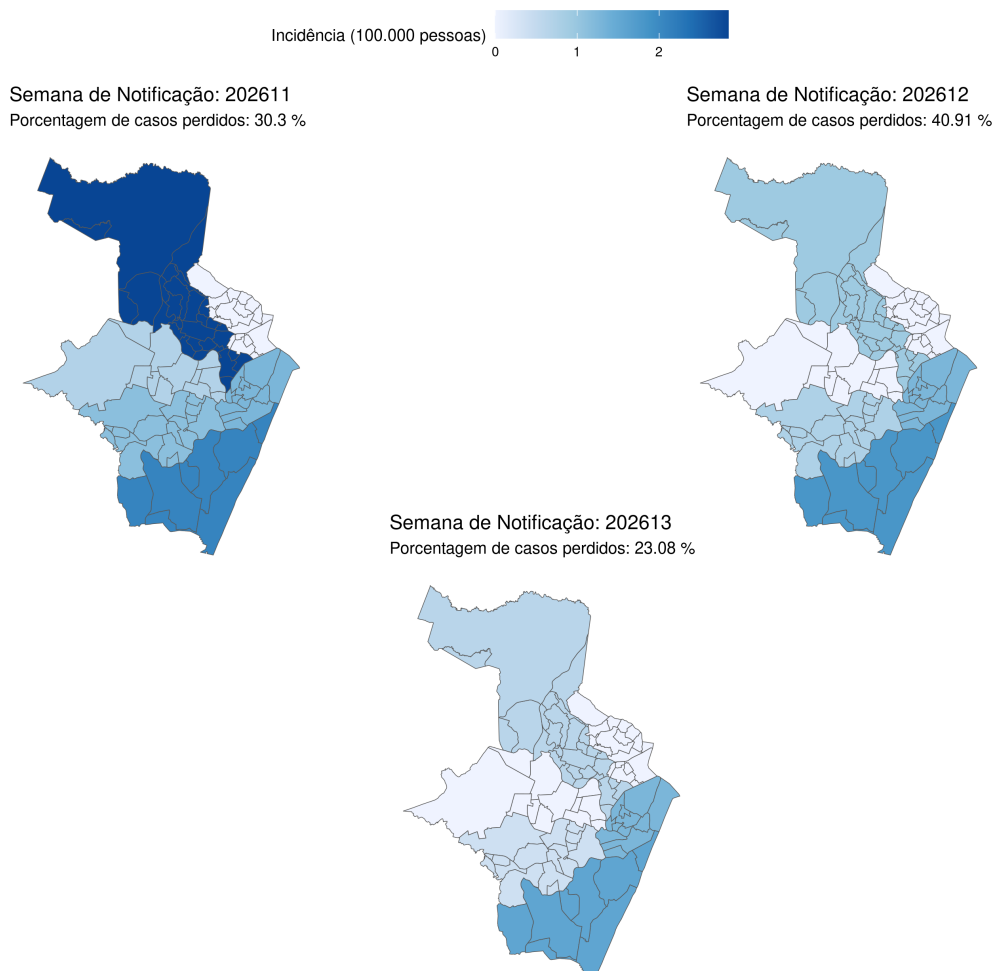 Incidência (100.000 pessoas)
0 1 2
Semana de Notificação: 202611
Porcentagem de casos perdidos: 30.3 %
Semana de Notificação: 202612
Porcentagem de casos perdidos: 40.91 %
Semana de Notificação: 202613
Porcentagem de casos perdidos: 23.08 %